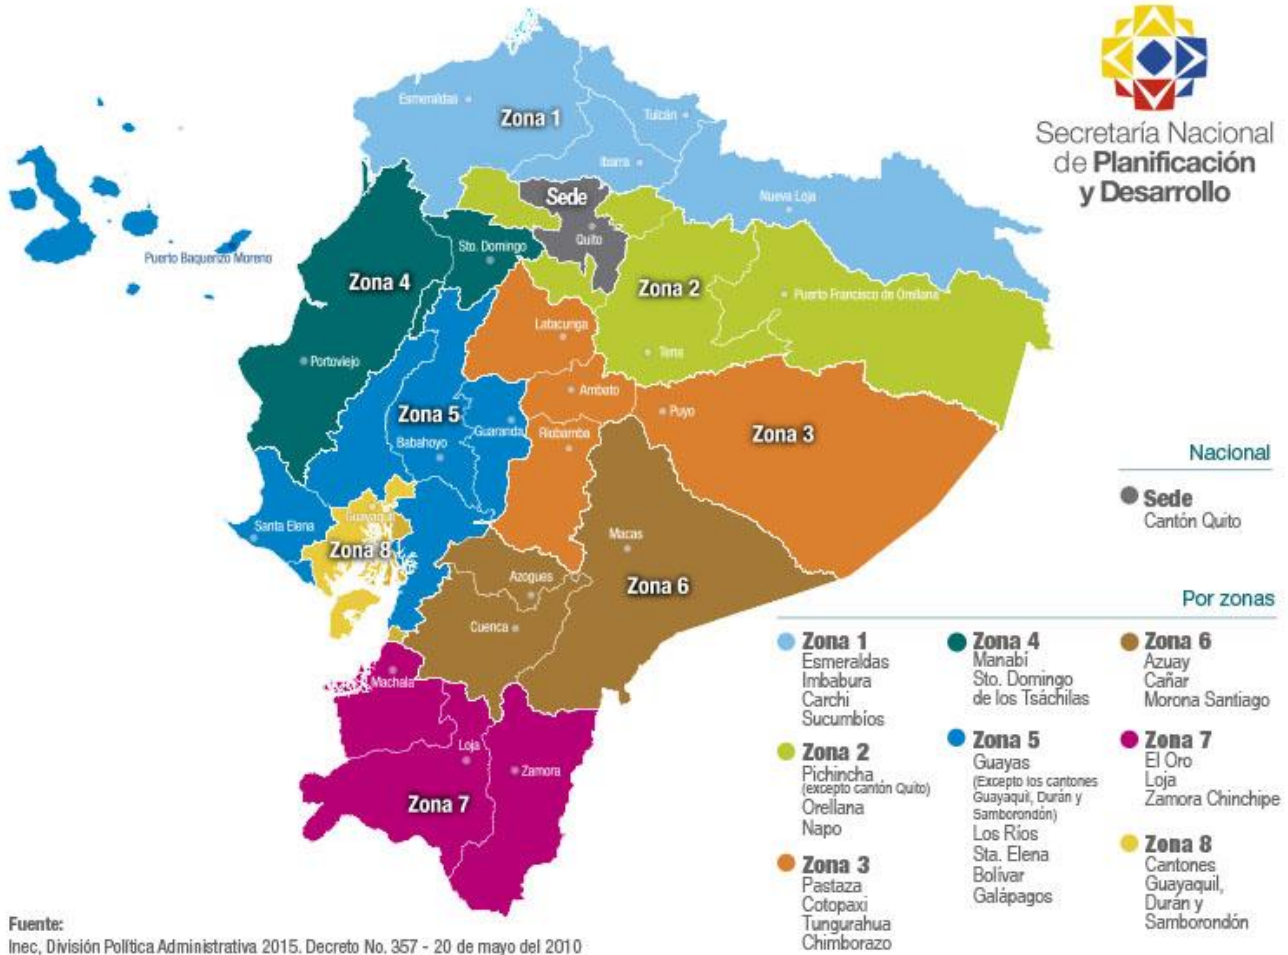 Secretaría Nacional
de Planificación
y Desarrollo
Esmeraldas
Zona 1
Tulcán
Ibarra
Nueva Loja
Sede
Quito
Puerto Baquerizo Moreno
Sto. Domingo
Zona 4
Zona 2
Puerto Francisco de Orellana
Latacunga
Tena
Portoviejo
Ambato
Puyo
Zona 5
Guaranda
Riobamba
Zona 3
Babahoyo
Guayaquil
Santa Elena
Zona 8
Macas
Azogues
Zona 6
Cuenca
Machala
Loja
Zamora
Zona 7
Nacional
Sede
Cantón Quito
Por zonas
Zona 1
Esmeraldas
Imbabura
Carchi
Sucumbíos
Zona 2
Pichincha
(excepto cantón Quito)
Orellana
Napo
Zona 3
Pastaza
Cotopaxi
Tungurahua
Chimborazo
Zona 4
Manabí
Sto. Domingo
de los Tsáchilas
Zona 5
Guayas
(Excepto los cantones
Guayaquil, Durán y
Samborondón)
Los Ríos
Sta. Elena
Bolívar
Galápagos
Zona 6
Azuay
Cañar
Morona Santiago
Zona 7
El Oro
Loja
Zamora Chinchipe
Zona 8
Cantones
Guayaquil,
Durán y
Samborondón
Fuente:
Inec, División Política Administrativa 2015. Decreto No. 357 - 20 de mayo del 2010